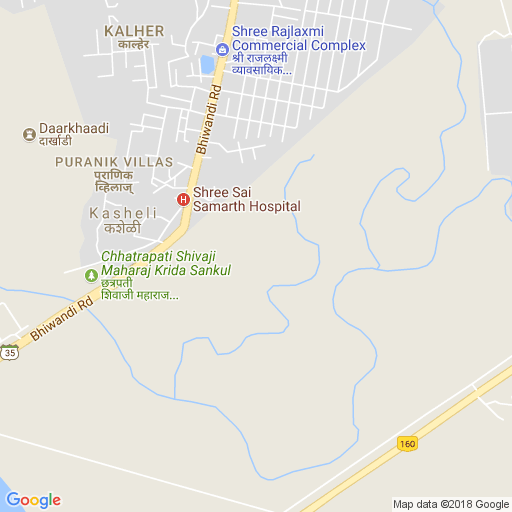 KALHER
काल्हेर
Shree Rajlaxmi
Commercial Complex
श्री राजलक्ष्मी
व्यावसायिक...
Bhiwandi Rd
Daarkhaadi
दार्खाडी
PURANIK VILLAS
पूराणिक
व्हिलाज्
H
Shree Sai
Samarth Hospital
Kasheli
कशेळी
Chhatrapati Shivaji
Maharaj Krida Sankul
छत्रपती
शिवाजी महाराज...
Bhiwandi Rd
35
160
Google
Map data ©2018 Google